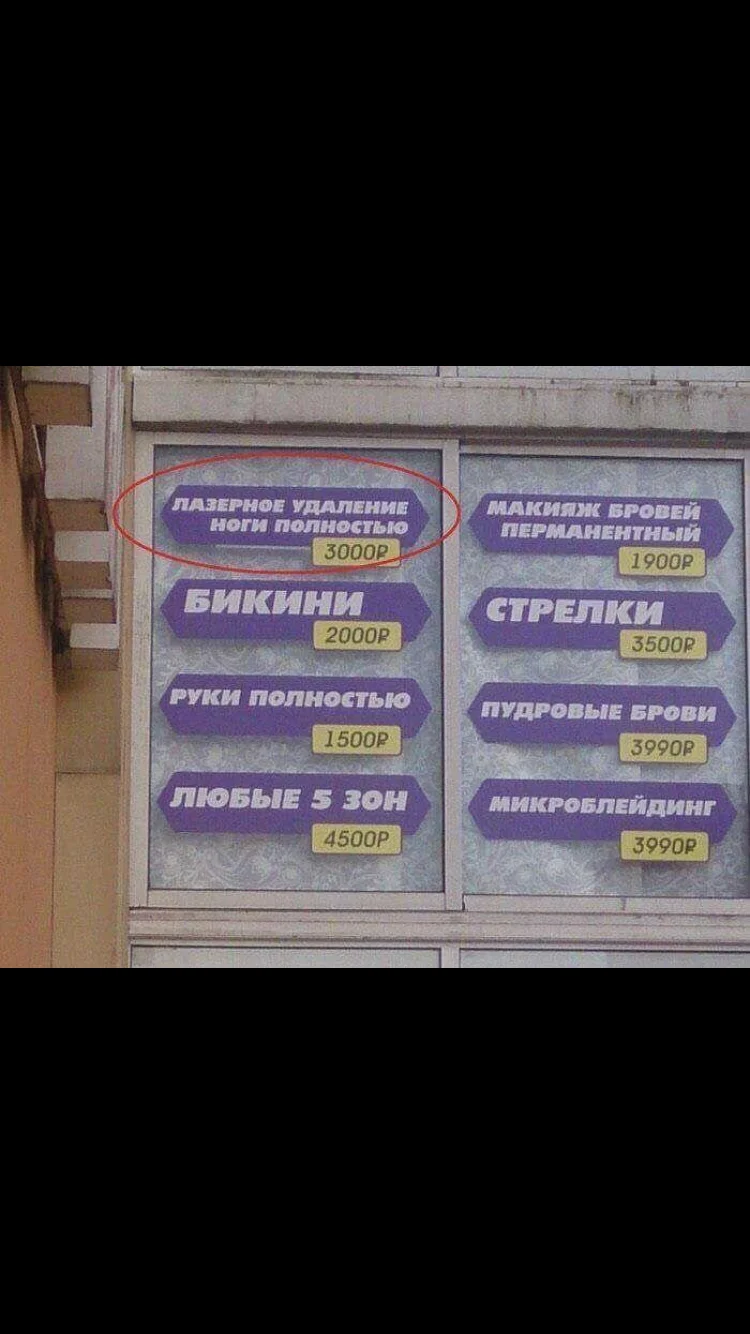 ЛАЗЕРНОЕ УДАЛЕНИЕ
НОГИ ПОЛНОСТЬЮ
3000₽
БИКИНИ
2000₽
РУКИ ПОЛНОСТЬЮ
1500₽
ЛЮБЫЕ 5 ЗОН
4500Р
МАКИЯЖ БРОВЕЙ
ПЕРМАНЕНТНЫЙ
1900₽
СТРЕЛКИ
3500₽
ПУДРОВЫЕ БРОВИ
3990₽
МИКРОБЛЕЙДИНГ
3990₽